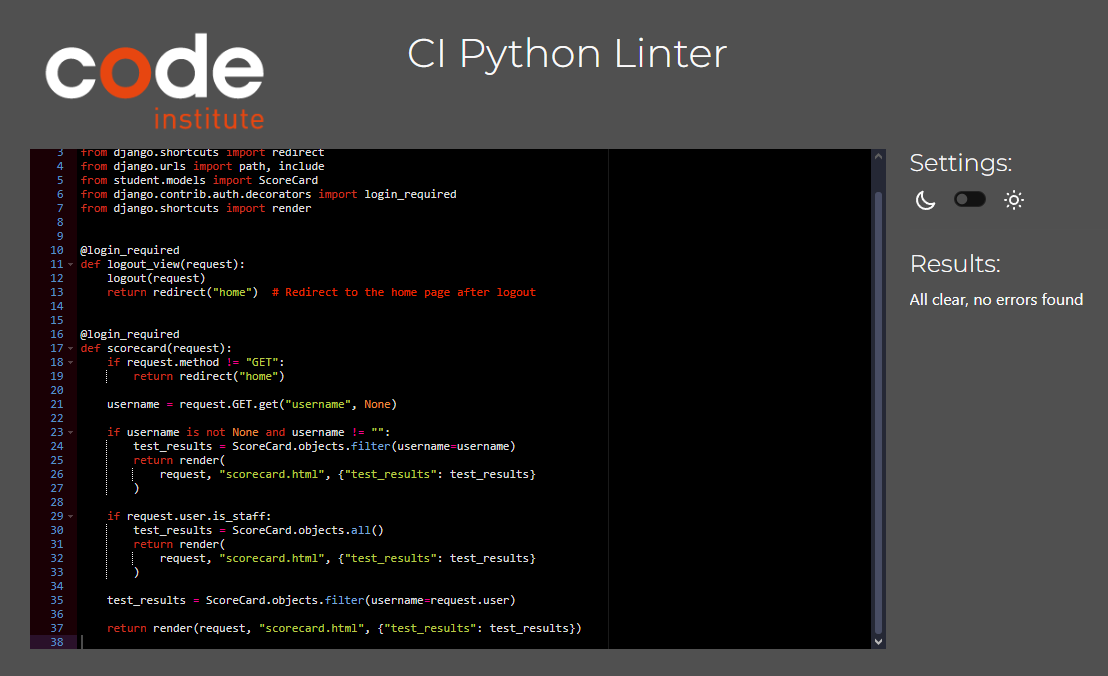 code
institute
CI Python Linter
3 from django.shortcuts import redirect
4 from django.urls import path, include
5 from student.models import ScoreCard
6 from django.contrib.auth.decorators import login_required
7 from django.shortcuts import render
8
9
10 @login_required
11 def logout_view(request):
12     logout(request)
13     return redirect("home")  # Redirect to the home page after logout
14
15
16 @login_required
17 def scorecard(request):
18     if request.method != "GET":
19         return redirect("home")
20
21     username = request.GET.get("username", None)
22
23     if username is not None and username != "":
24         test_results = ScoreCard.objects.filter(username=username)
25         return render(
26             request, "scorecard.html", {"test_results": test_results}
27         )
28
29     if request.user.is_staff:
30         test_results = ScoreCard.objects.all()
31         return render(
32             request, "scorecard.html", {"test_results": test_results}
33         )
34
35     test_results = ScoreCard.objects.filter(username=request.user)
36
37     return render(request, "scorecard.html", {"test_results": test_results})
38
Settings:
Results:
All clear, no errors found